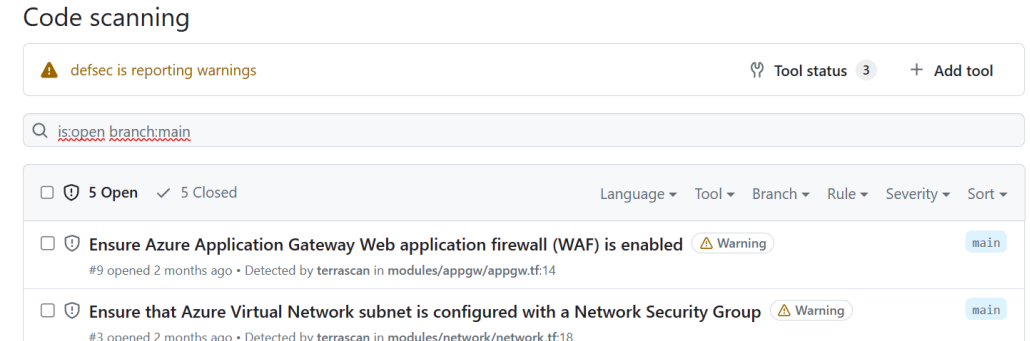 Code scanning
defsec is reporting warnings
Tool status 3
Add tool
is:open branch:main
5 Open 5 Closed
Language Tool Branch Rule Severity Sort
Ensure Azure Application Gateway Web application firewall (WAF) is enabled Warning main
#9 opened 2 months ago • Detected by terrascan in modules/appgw/appgw.tf:14
Ensure that Azure Virtual Network subnet is configured with a Network Security Group Warning main
#3 opened 2 months ago • Detected by terrascan in modules/network/network.tf:18